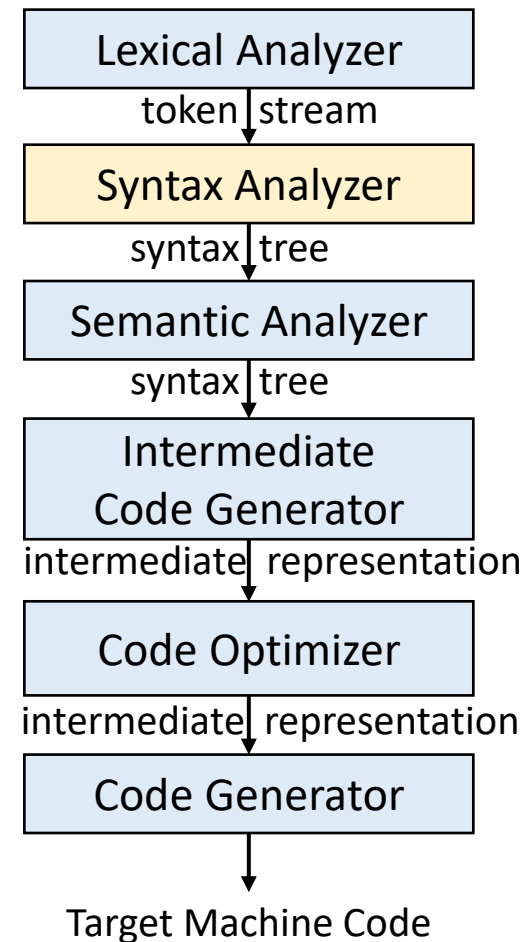 Lexical Analyzer
token stream
Syntax Analyzer
syntax tree
Semantic Analyzer
syntax tree
Intermediate
Code Generator
intermediate representation
Code Optimizer
intermediate representation
Code Generator
Target Machine Code